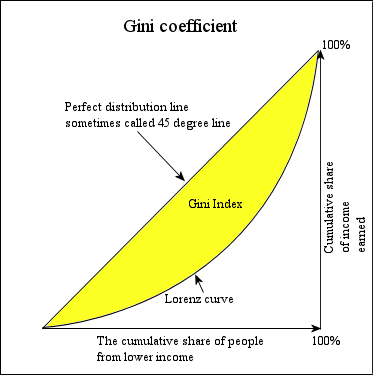 Gini coefficient
100%
Perfect distribution line
sometimes called 45 degree line
Gini Index
Cumulative share
of income
earned
Lorenz curve
The cumulative share of people
from lower income
100%